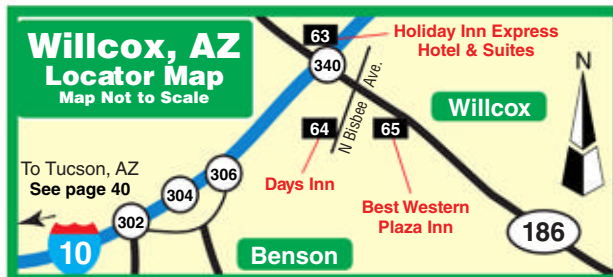 Willcox, AZ
Locator Map
Map Not to Scale
63
Holiday Inn Express
Hotel & Suites
340
N Bisbee Ave.
N
Willcox
64
65
Days Inn
Best Western
Plaza Inn
To Tucson, AZ
See page 40
306
304
302
10
Benson
186